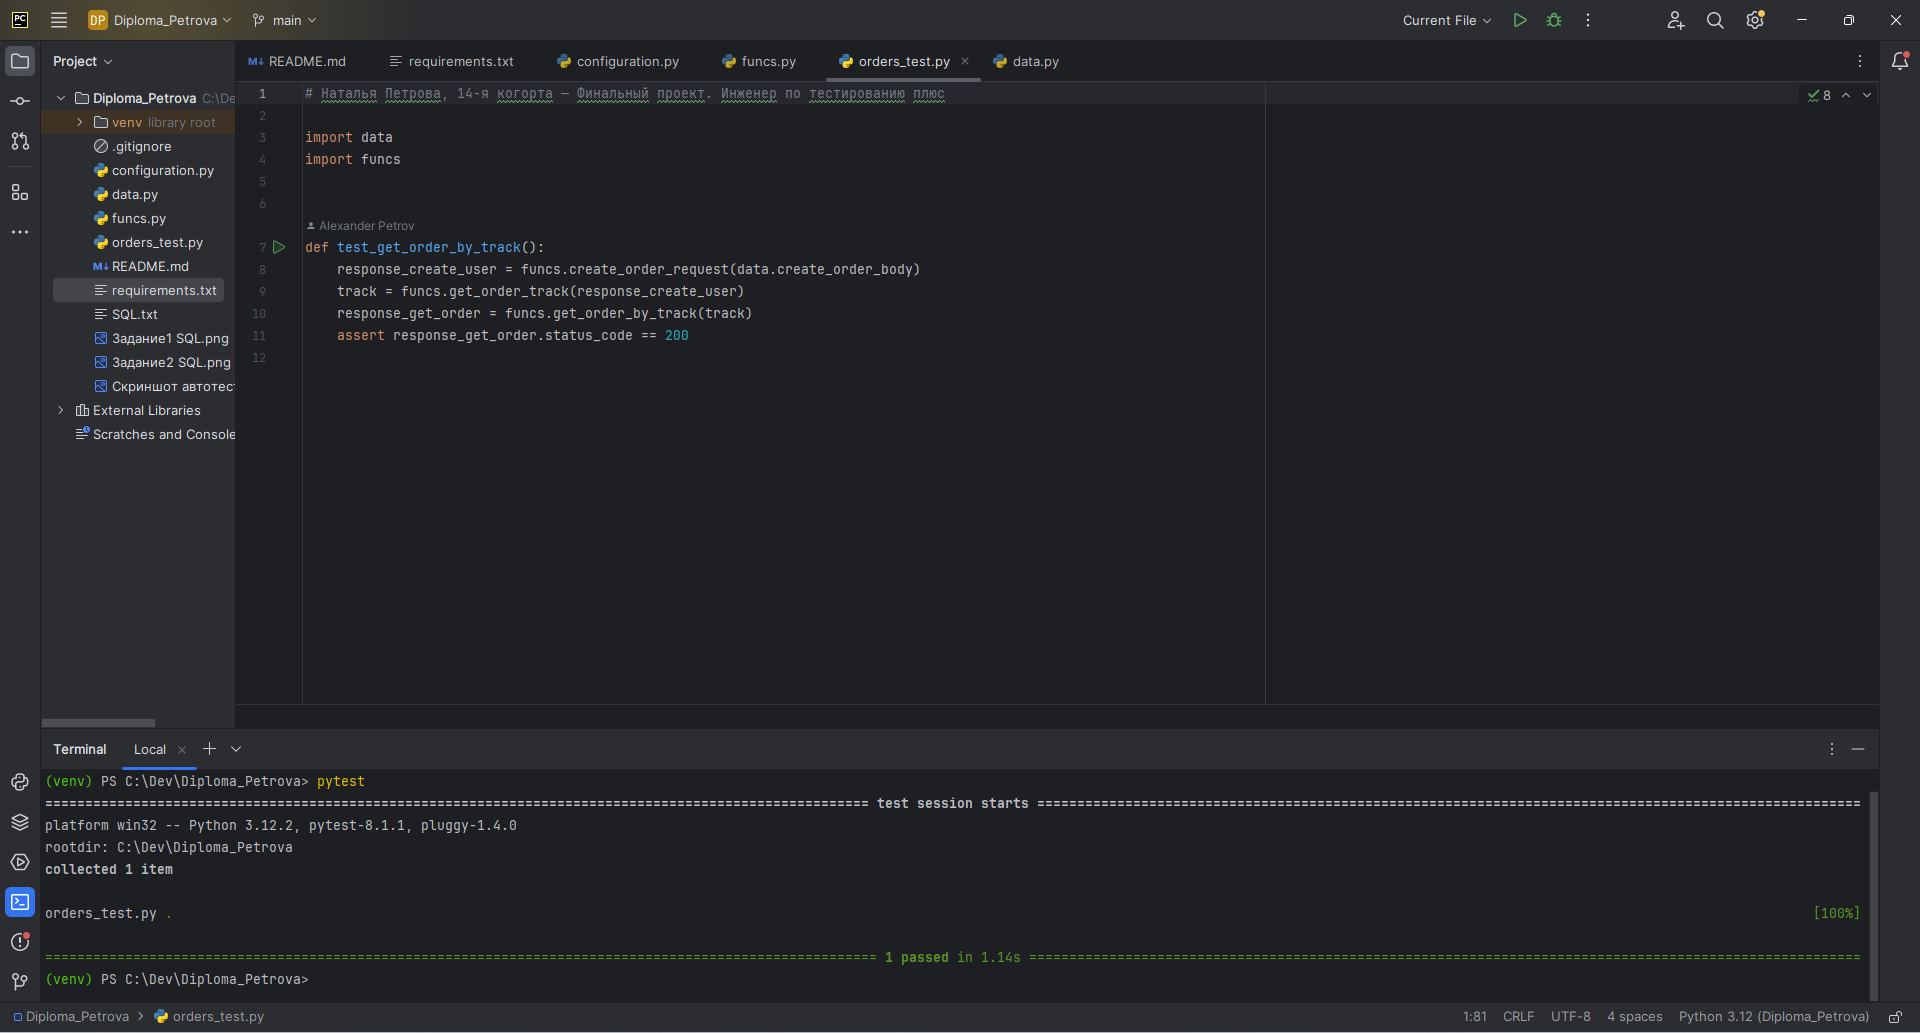 PC
DP Diploma_Petrova
main
Current File
Project
README.md
requirements.txt
configuration.py
funcs.py
orders_test.py
data.py
Diploma_Petrova C:\De
venv library root
.gitignore
configuration.py
data.py
funcs.py
orders_test.py
README.md
requirements.txt
SQL.txt
Задание1 SQL.png
Задание2 SQL.png
Скриншот автотест
External Libraries
Scratches and Console
8
1 # Наталья Петрова, 14-я когорта — Финальный проект. Инженер по тестированию плюс
2
3 import data
4 import funcs
5
6
Alexander Petrov
7 def test_get_order_by_track():
8 response_create_user = funcs.create_order_request(data.create_order_body)
9 track = funcs.get_order_track(response_create_user)
10 response_get_order = funcs.get_order_by_track(track)
11 assert response_get_order.status_code == 200
12
Terminal
Local
(venv) PS C:\Dev\Diploma_Petrova> pytest
======================================================================================================= test session starts =======================================================================================================
platform win32 -- Python 3.12.2, pytest-8.1.1, pluggy-1.4.0
rootdir: C:\Dev\Diploma_Petrova
collected 1 item
orders_test.py . [100%]
======================================================================================================== 1 passed in 1.14s ========================================================================================================
(venv) PS C:\Dev\Diploma_Petrova>
Diploma_Petrova > orders_test.py
1:81 CRLF UTF-8 4 spaces Python 3.12 (Diploma_Petrova)